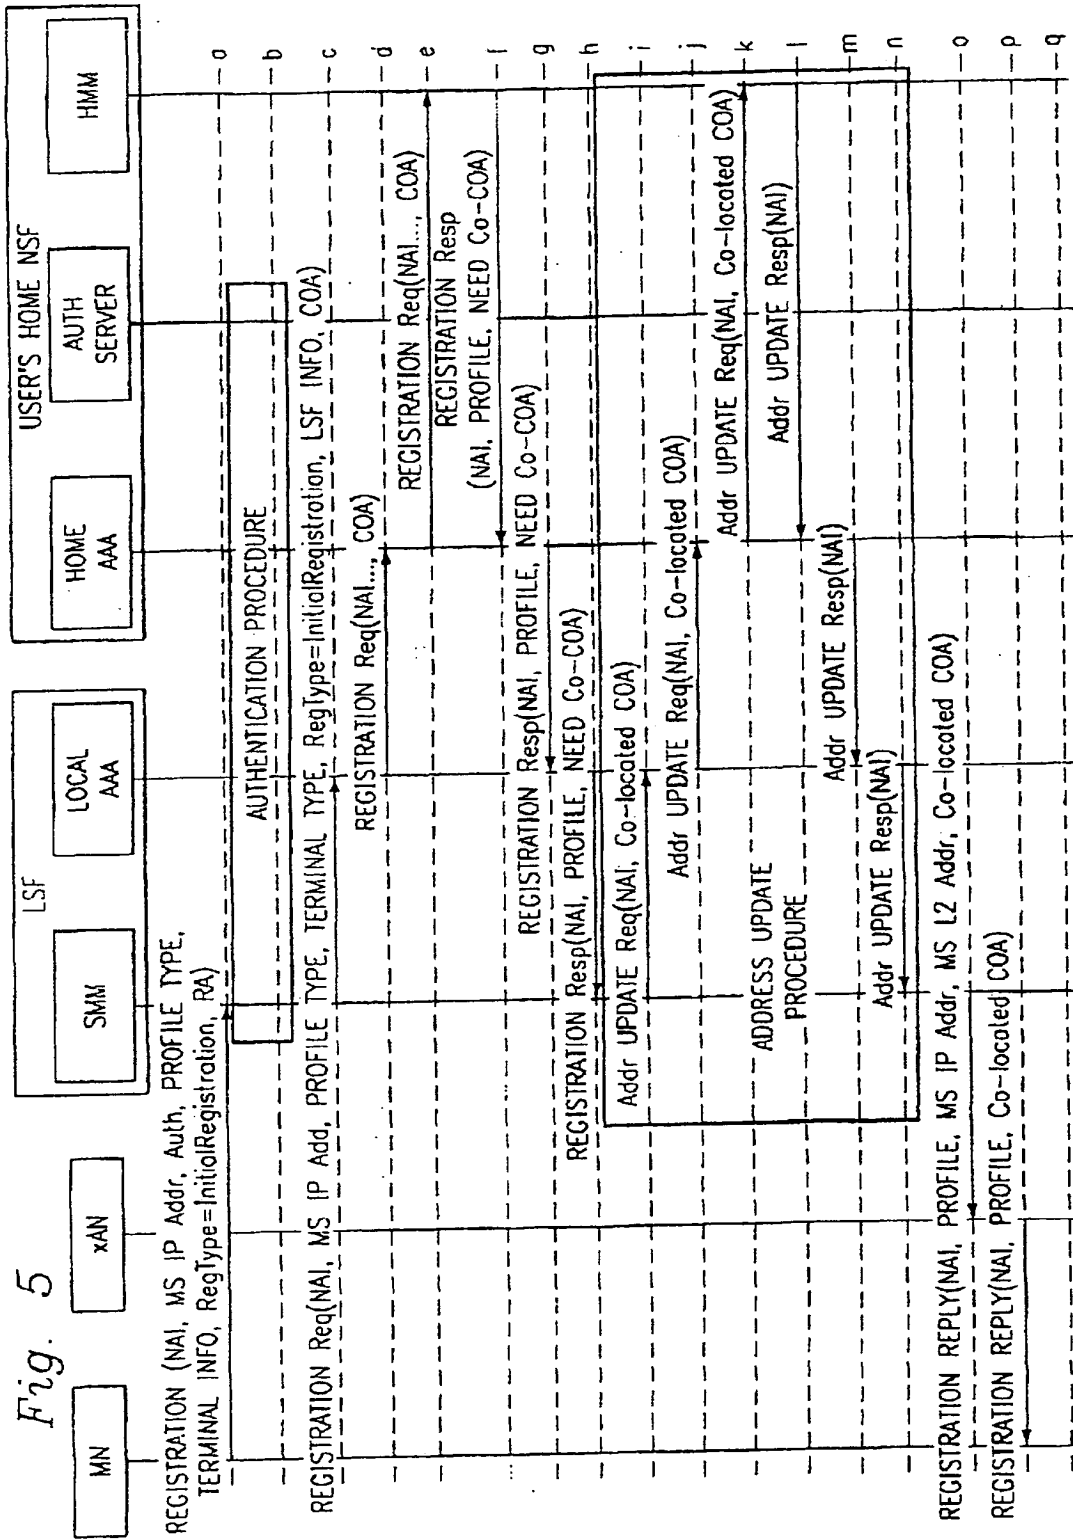 Fig. 5
USER'S HOME NSF
LSF
MN
xAN
SMM
LOCAL
AAA
HOME
AAA
AUTH
SERVER
HMM
REGISTRATION (NAI, MS IP Addr, Auth, PROFILE TYPE,
TERMINAL INFO, RegType=InitialRegistration, RA)
a
AUTHENTICATION PROCEDURE
b
REGISTRATION Req(NAI, MS IP Add, PROFILE TYPE, TERMINAL TYPE, RegType=InitialRegistration, LSF INFO, COA)
c
REGISTRATION Req(NAI..., COA)
d
REGISTRATION Req(NAI..., COA)
e
REGISTRATION Resp
(NAI, PROFILE, NEED Co-COA)
f
REGISTRATION Resp(NAI, PROFILE, NEED Co-COA)
g
REGISTRATION Resp(NAI, PROFILE, NEED Co-COA)
h
Addr UPDATE Req(NAI, Co-located COA)
i
Addr UPDATE Req(NAI, Co-located COA)
j
Addr UPDATE Req(NAI, Co-located COA)
k
ADDRESS UPDATE
PROCEDURE
Addr UPDATE Resp(NAI)
l
Addr UPDATE Resp(NAI)
m
Addr UPDATE Resp(NAI)
n
REGISTRATION REPLY(NAI, PROFILE, MS IP Addr, MS L2 Addr, Co-located COA)
o
REGISTRATION REPLY(NAI, PROFILE, Co-located COA)
p
q